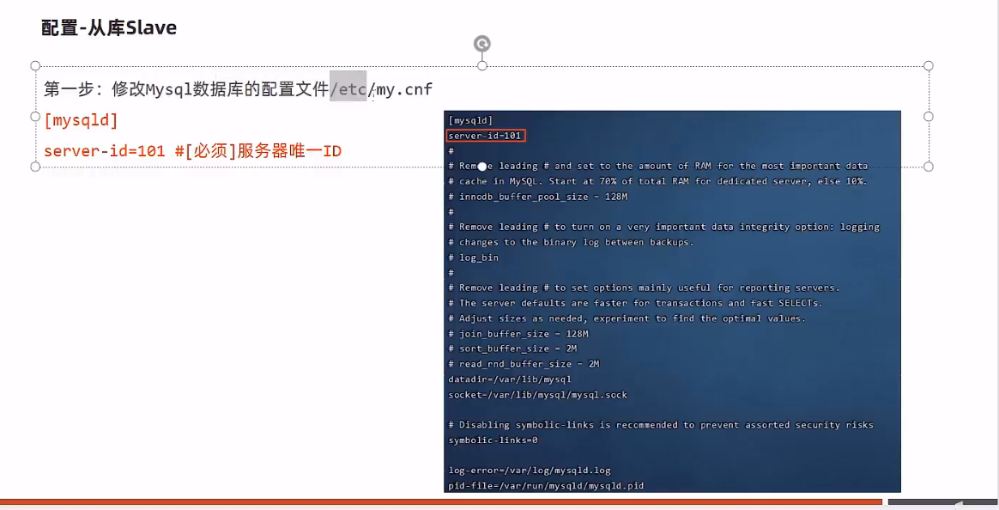 配置-从库Slave
第一步：修改Mysql数据库的配置文件/etc/my.cnf
[mysqld]
server-id=101 #[必须]服务器唯一ID
[mysqld]
server-id=101
#
# Remove leading # and set to the amount of RAM for the most important data
# cache in MySQL. Start at 70% of total RAM for dedicated server, else 10%.
# innodb_buffer_pool_size = 128M
#
# Remove leading # to turn on a very important data integrity option: logging
# changes to the binary log between backups.
# log_bin
#
# Remove leading # to set options mainly useful for reporting servers.
# The server defaults are faster for transactions and fast SELECTs.
# Adjust sizes as needed, experiment to find the optimal values.
# join_buffer_size = 128M
# sort_buffer_size = 2M
# read_rnd_buffer_size = 2M
datadir=/var/lib/mysql
socket=/var/lib/mysql/mysql.sock
# Disabling symbolic-links is recommended to prevent assorted security risks
symbolic-links=0
log-error=/var/log/mysqld.log
pid-file=/var/run/mysqld/mysqld.pid